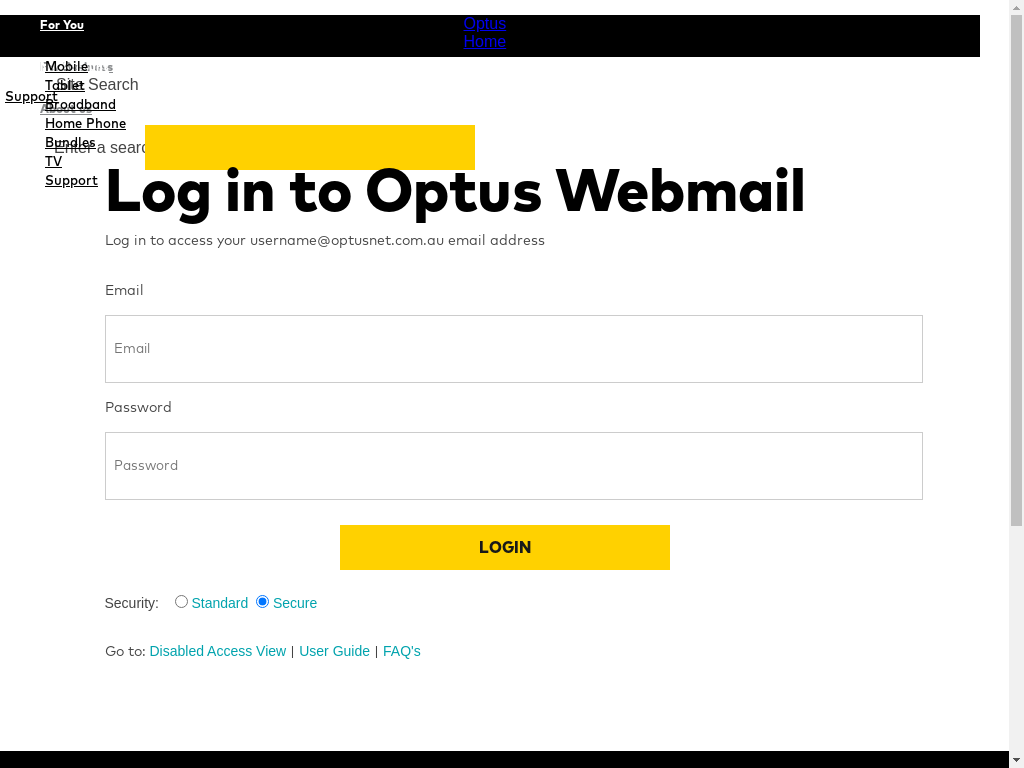 For You
Optus
Home
Mobile
Site Search
Tablet
Support
Broadband
About us
Home Phone
Bundles
Enter a search
TV
Support
Log in to Optus Webmail
Log in to access your username@optusnet.com.au email address
Email
Email
Password
Password
LOGIN
Security: Standard Secure
Go to: Disabled Access View | User Guide | FAQ's